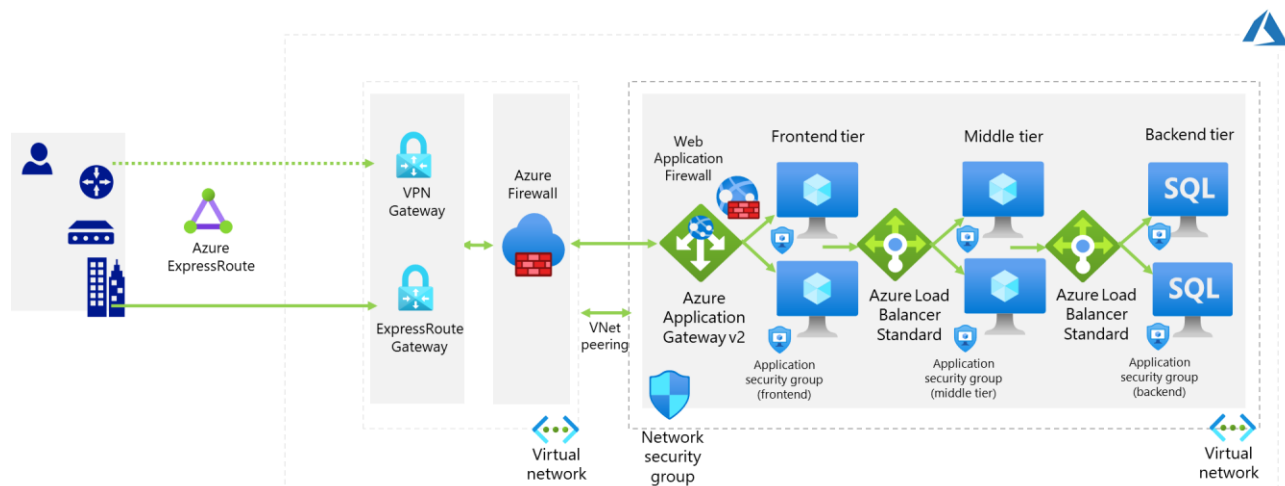 Azure
ExpressRoute
VPN
Gateway
ExpressRoute
Gateway
Azure
Firewall
VNet
peering
Virtual
network
Web
Application
Firewall
Azure
Application
Gateway v2
Network
security
group
Frontend tier
Application
security group
(frontend)
Azure Load
Balancer
Standard
Middle tier
Application
security group
(middle tier)
Azure Load
Balancer
Standard
Backend tier
SQL
SQL
Application
security group
(backend)
Virtual
network